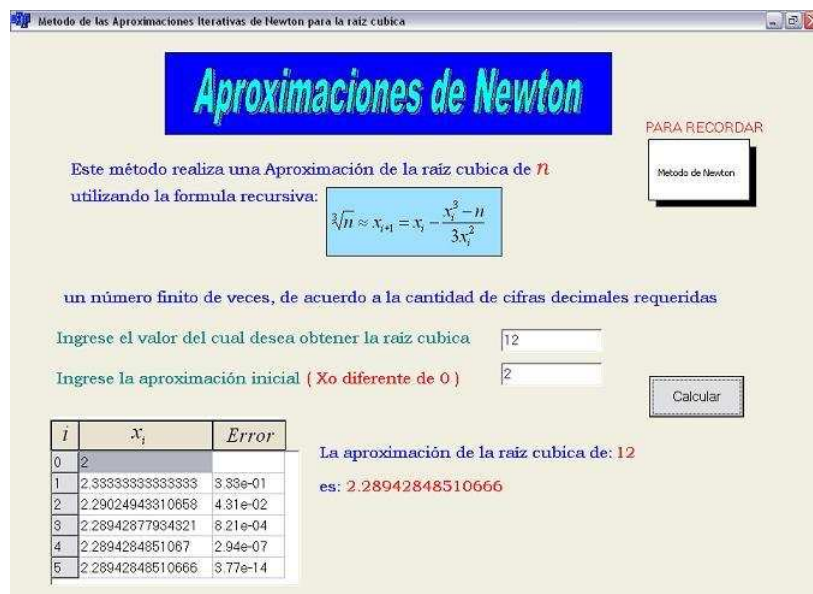 Metodo de las Aproximaciones Iterativas de Newton para la raíz cubica
Aproximaciones de Newton
PARA RECORDAR
Metodo de Newton
Este método realiza una Aproximación de la raíz cubica de n
utilizando la formula recursiva:
∛n ≈ x_{i+1} = x_i − (x_i^3 − n) / (3x_i^2)
un número finito de veces, de acuerdo a la cantidad de cifras decimales requeridas
Ingrese el valor del cual desea obtener la raiz cubica 12
Ingrese la aproximación inicial ( Xo diferente de 0 ) 2
Calcular
i x_i Error
0 2
1 2.33333333333333 3.33e-01
2 2.29024943310658 4.31e-02
3 2.28942877934321 8.21e-04
4 2.2894284851067 2.94e-07
5 2.28942848510666 3.77e-14
La aproximación de la raiz cubica de: 12
es: 2.28942848510666